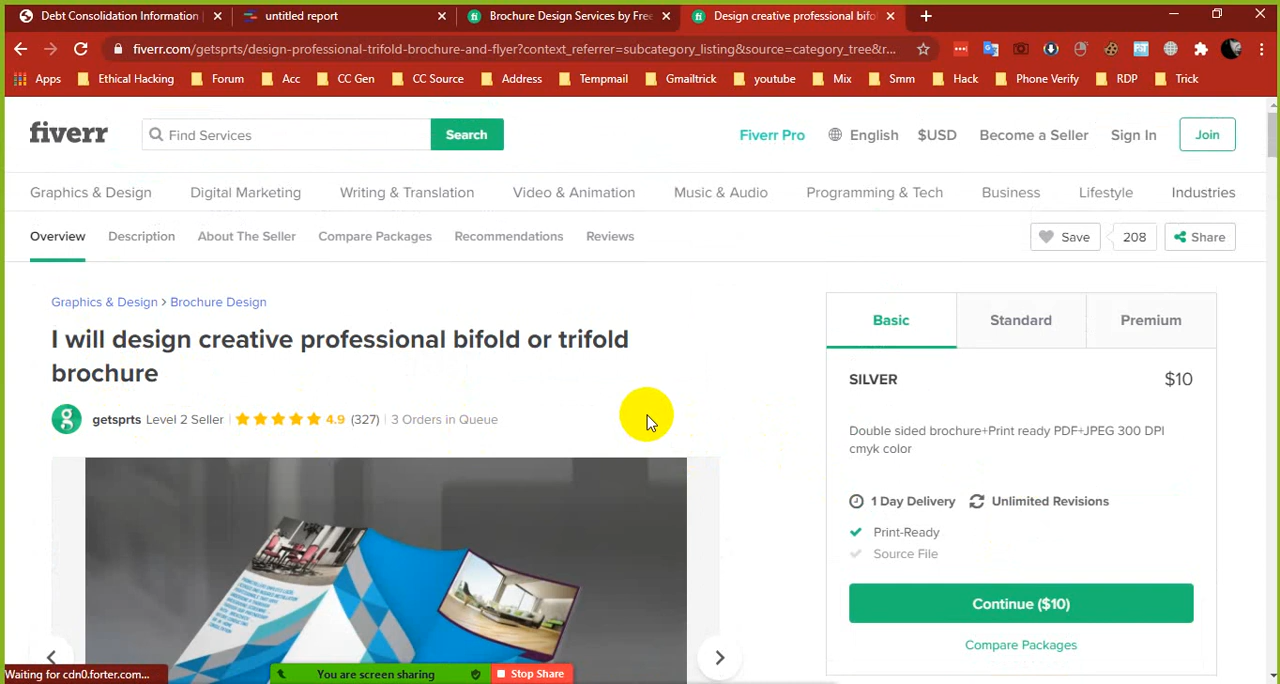 Debt Consolidation Information
untitled report
Brochure Design Services by Free
Design creative professional bifol
fiverr.com/getsprts/design-professional-trifold-brochure-and-flyer?context_referrer=subcategory_listing&source=category_tree&r...
Apps
Ethical Hacking
Forum
Acc
CC Gen
CC Source
Address
Tempmail
Gmailtrick
youtube
Mix
Smm
Hack
Phone Verify
RDP
Trick
fiverr
Find Services
Search
Fiverr Pro
English
$USD
Become a Seller
Sign In
Join
Graphics & Design
Digital Marketing
Writing & Translation
Video & Animation
Music & Audio
Programming & Tech
Business
Lifestyle
Industries
Overview
Description
About The Seller
Compare Packages
Recommendations
Reviews
Save
208
Share
Graphics & Design > Brochure Design
I will design creative professional bifold or trifold
brochure
getsprts Level 2 Seller 4.9 (327) 3 Orders in Queue
Basic
Standard
Premium
SILVER
$10
Double sided brochure+Print ready PDF+JPEG 300 DPI
cmyk color
1 Day Delivery
Unlimited Revisions
Print-Ready
Source File
Continue ($10)
Compare Packages
Waiting for cdn0.forter.com...
You are screen sharing
Stop Share